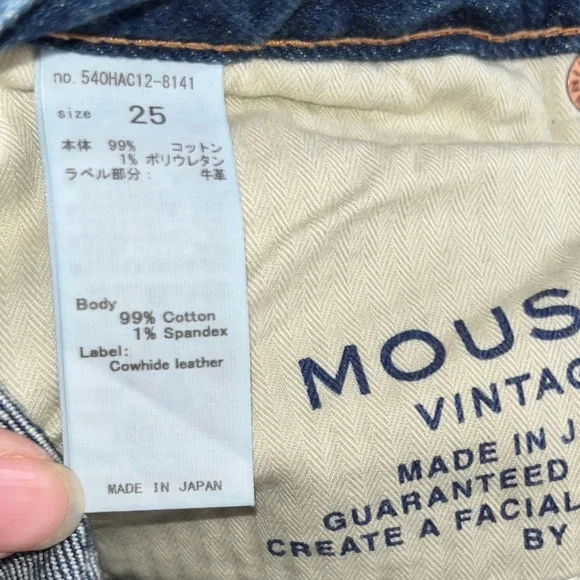 no. 540HAC12-8141
size 25
本体 99% コットン
1% ポリウレタン
ラベル部分: 牛革
Body
99% Cotton
1% Spandex
Label:
Cowhide leather
MADE IN JAPAN
MOUS
VINTAG
MADE IN J
GUARANTEED
CREATE A FACIAL
BY